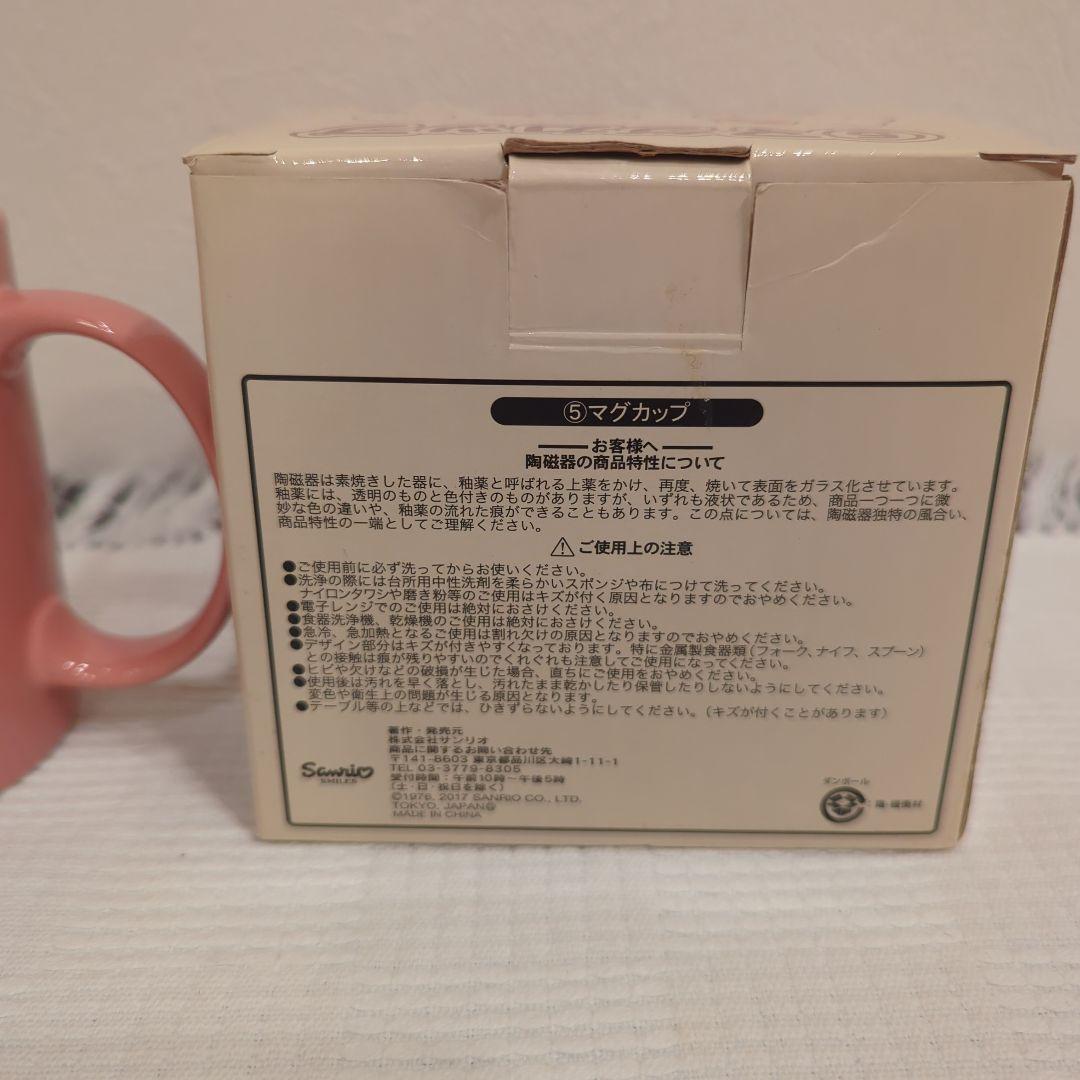 ⑤マグカップ
お客様へ
陶磁器の商品特性について
陶磁器は素焼きした器に、釉薬と呼ばれる上薬をかけ、再度、焼いて表面をガラス化させています。
釉薬には、透明のものと色付きのものがありますが、いずれも液状であるため、商品一つ一つに微
妙な色の違いや、釉薬の流れた痕ができることもあります。この点については、陶磁器独特の風合い、
商品特性の一端としてご理解ください。
ご使用上の注意
●ご使用前に必ず洗ってからお使いください。
●洗浄の際には台所用中性洗剤を柔らかいスポンジや布につけて洗ってください。
ナイロンタワシや磨き粉等のご使用はキズが付く原因となりますのでおやめください。
●電子レンジでのご使用は絶対におさけください。
●食器洗浄機、乾燥機のご使用は絶対におさけください。
●急冷、急加熱となるご使用は割れ欠けの原因となりますのでおやめください。
●デザイン部分はキズが付きやすくなっております。特に金属製食器類(フォーク、ナイフ、スプーン)
との接触は痕が残りやすいのでくれぐれも注意してご使用になってください。
●ヒビや欠けなどの破損が生じた場合、直ちにご使用をおやめください。
●使用後は汚れを早く落とし、汚れたまま乾かしたり保管したりしないようにしてください。
変色や衛生上の問題が生じる原因となります。
●テーブル等の上などでは、ひきずらないようにしてください。(キズが付くことがあります)
著作・発売元
株式会社サンリオ
商品に関するお問い合わせ先
〒141-8603 東京都品川区大崎1-11-1
TEL 03-3779-8305
受付時間:午前10時〜午後5時
(土・日・祝日を除く)
©1976, 2017 SANRIO CO., LTD.
TOKYO, JAPAN Ⓛ
MADE IN CHINA
Sanrio
SMILES
ダンボール
:箱・緩衝材